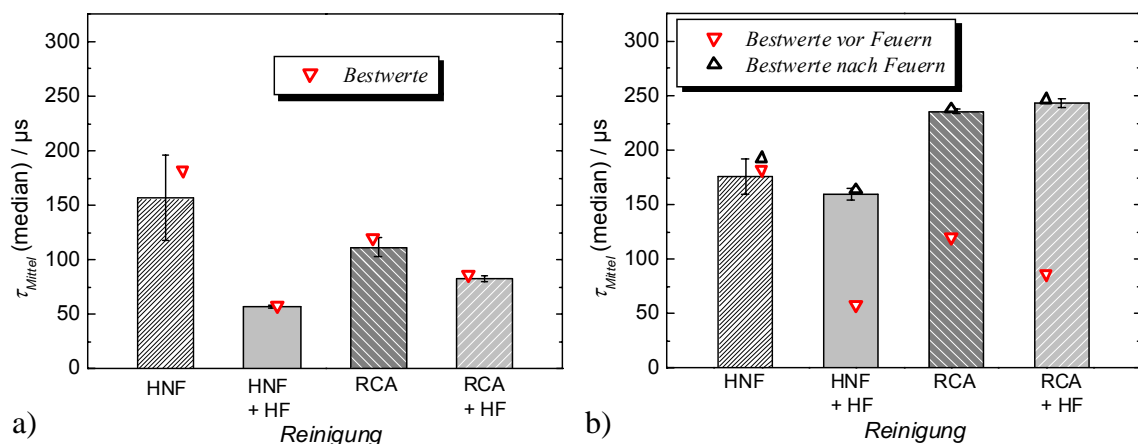 300
250
200
150
100
50
0
τMittel (median) / µs
Bestwerte
HNF
HNF
+ HF
RCA
RCA
+ HF
Reinigung
a)
300
250
200
150
100
50
0
τMittel (median) / µs
Bestwerte vor Feuern
Bestwerte nach Feuern
HNF
HNF
+ HF
RCA
RCA
+ HF
Reinigung
b)